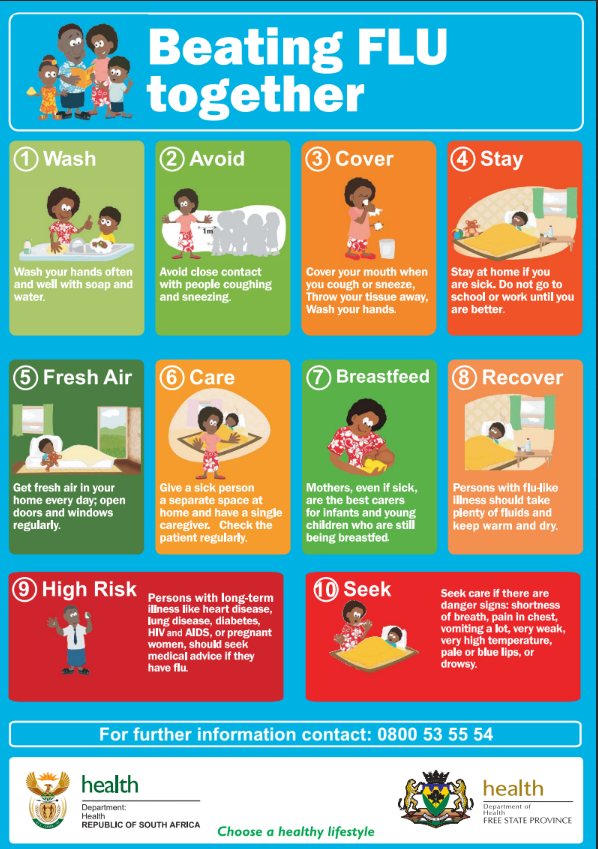 Beating FLU
together
1 Wash
Wash your hands often
and well with soap and
water.
2 Avoid
1m
Avoid close contact
with people coughing
and sneezing.
3 Cover
Cover your mouth when
you cough or sneeze,
Throw your tissue away,
Wash your hands.
4 Stay
Stay at home if you
are sick. Do not go to
school or work until you
are better.
5 Fresh Air
Get fresh air in your
home every day; open
doors and windows
regularly.
6 Care
Give a sick person
a separate space at
home and have a single
caregiver. Check the
patient regularly.
7 Breastfeed
Mothers, even if sick,
are the best carers
for infants and young
children who are still
being breastfed.
8 Recover
Persons with flu-like
illness should take
plenty of fluids and
keep warm and dry.
9 High Risk
Persons with long-term
illness like heart disease,
lung disease, diabetes,
HIV and AIDS, or pregnant
women, should seek
medical advice if they
have flu.
10 Seek
Seek care if there are
danger signs: shortness
of breath, pain in chest,
vomiting a lot, very weak,
very high temperature,
pale or blue lips, or
drowsy.
For further information contact: 0800 53 55 54
health
Department:
Health
REPUBLIC OF SOUTH AFRICA
Choose a healthy lifestyle
health
Department of
Health
FREE STATE PROVINCE